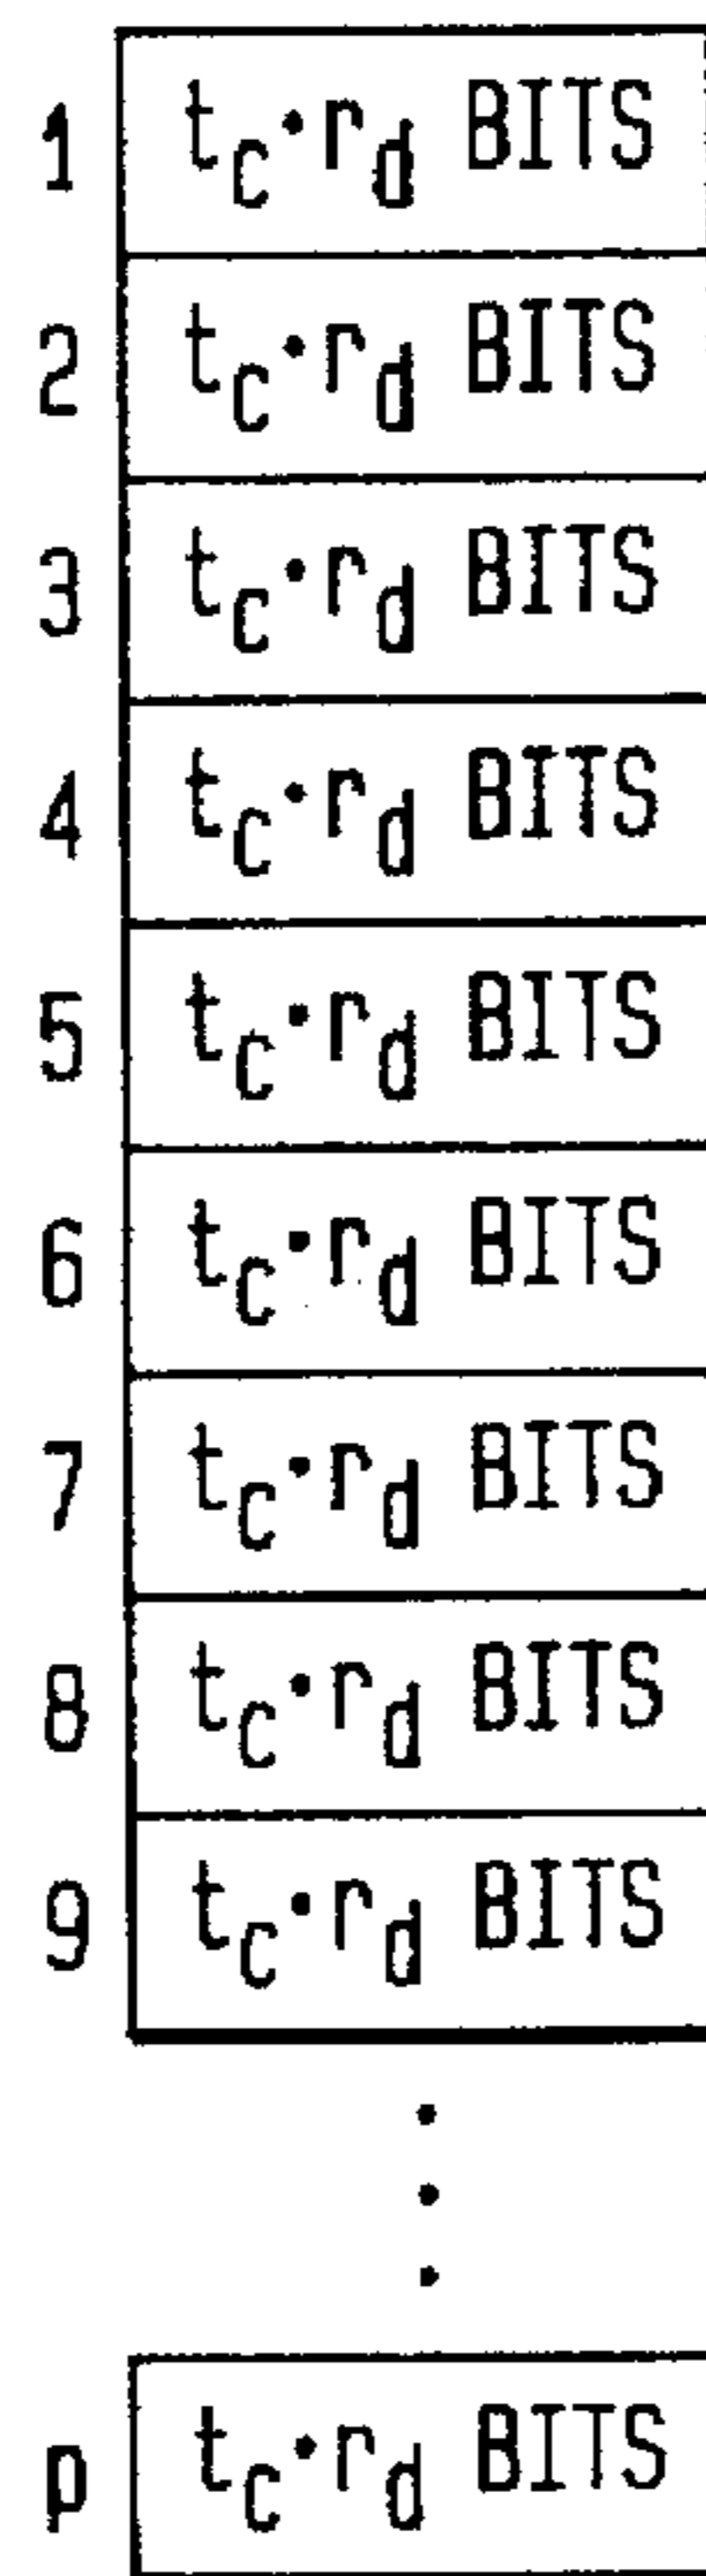 1 t_c·r_d BITS
2 t_c·r_d BITS
3 t_c·r_d BITS
4 t_c·r_d BITS
5 t_c·r_d BITS
6 t_c·r_d BITS
7 t_c·r_d BITS
8 t_c·r_d BITS
9 t_c·r_d BITS
p t_c·r_d BITS